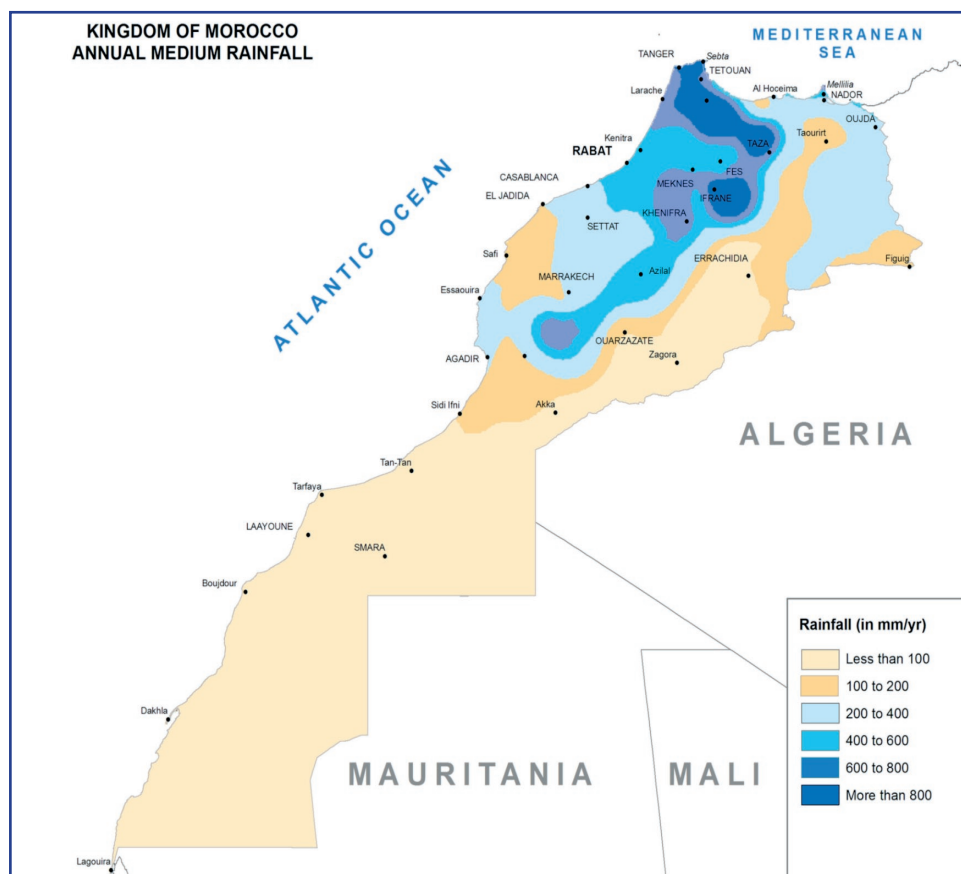 KINGDOM OF MOROCCO
ANNUAL MEDIUM RAINFALL
MEDITERRANEAN
SEA
TANGER
Sebta
TETOUAN
Larache
Al Hoceima
Mellilia
NADOR
OUJDA
Taourirt
Kenitra
RABAT
TAZA
FES
MEKNES
IFRANE
CASABLANCA
EL JADIDA
KHENIFRA
SETTAT
ATLANTIC OCEAN
Safi
ERRACHIDIA
Figuig
Azilal
MARRAKECH
Essaouira
OUARZAZATE
AGADIR
Zagora
Sidi Ifni
Akka
ALGERIA
Tan-Tan
Tarfaya
LAAYOUNE
SMARA
Boujdour
Dakhla
MAURITANIA
MALI
Lagouira
Rainfall (in mm/yr)
Less than 100
100 to 200
200 to 400
400 to 600
600 to 800
More than 800